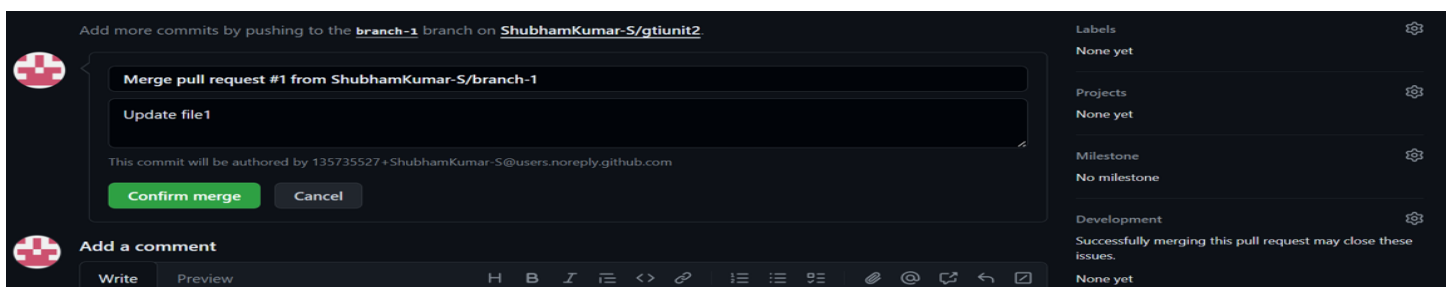 Add more commits by pushing to the branch-1 branch on ShubhamKumar-S/gtiunit2.
Merge pull request #1 from ShubhamKumar-S/branch-1
Update file1
This commit will be authored by 135735527+ShubhamKumar-S@users.noreply.github.com
Confirm merge Cancel
Add a comment
Write Preview H B I
Labels
None yet
Projects
None yet
Milestone
No milestone
Development
Successfully merging this pull request may close these
issues.
None yet